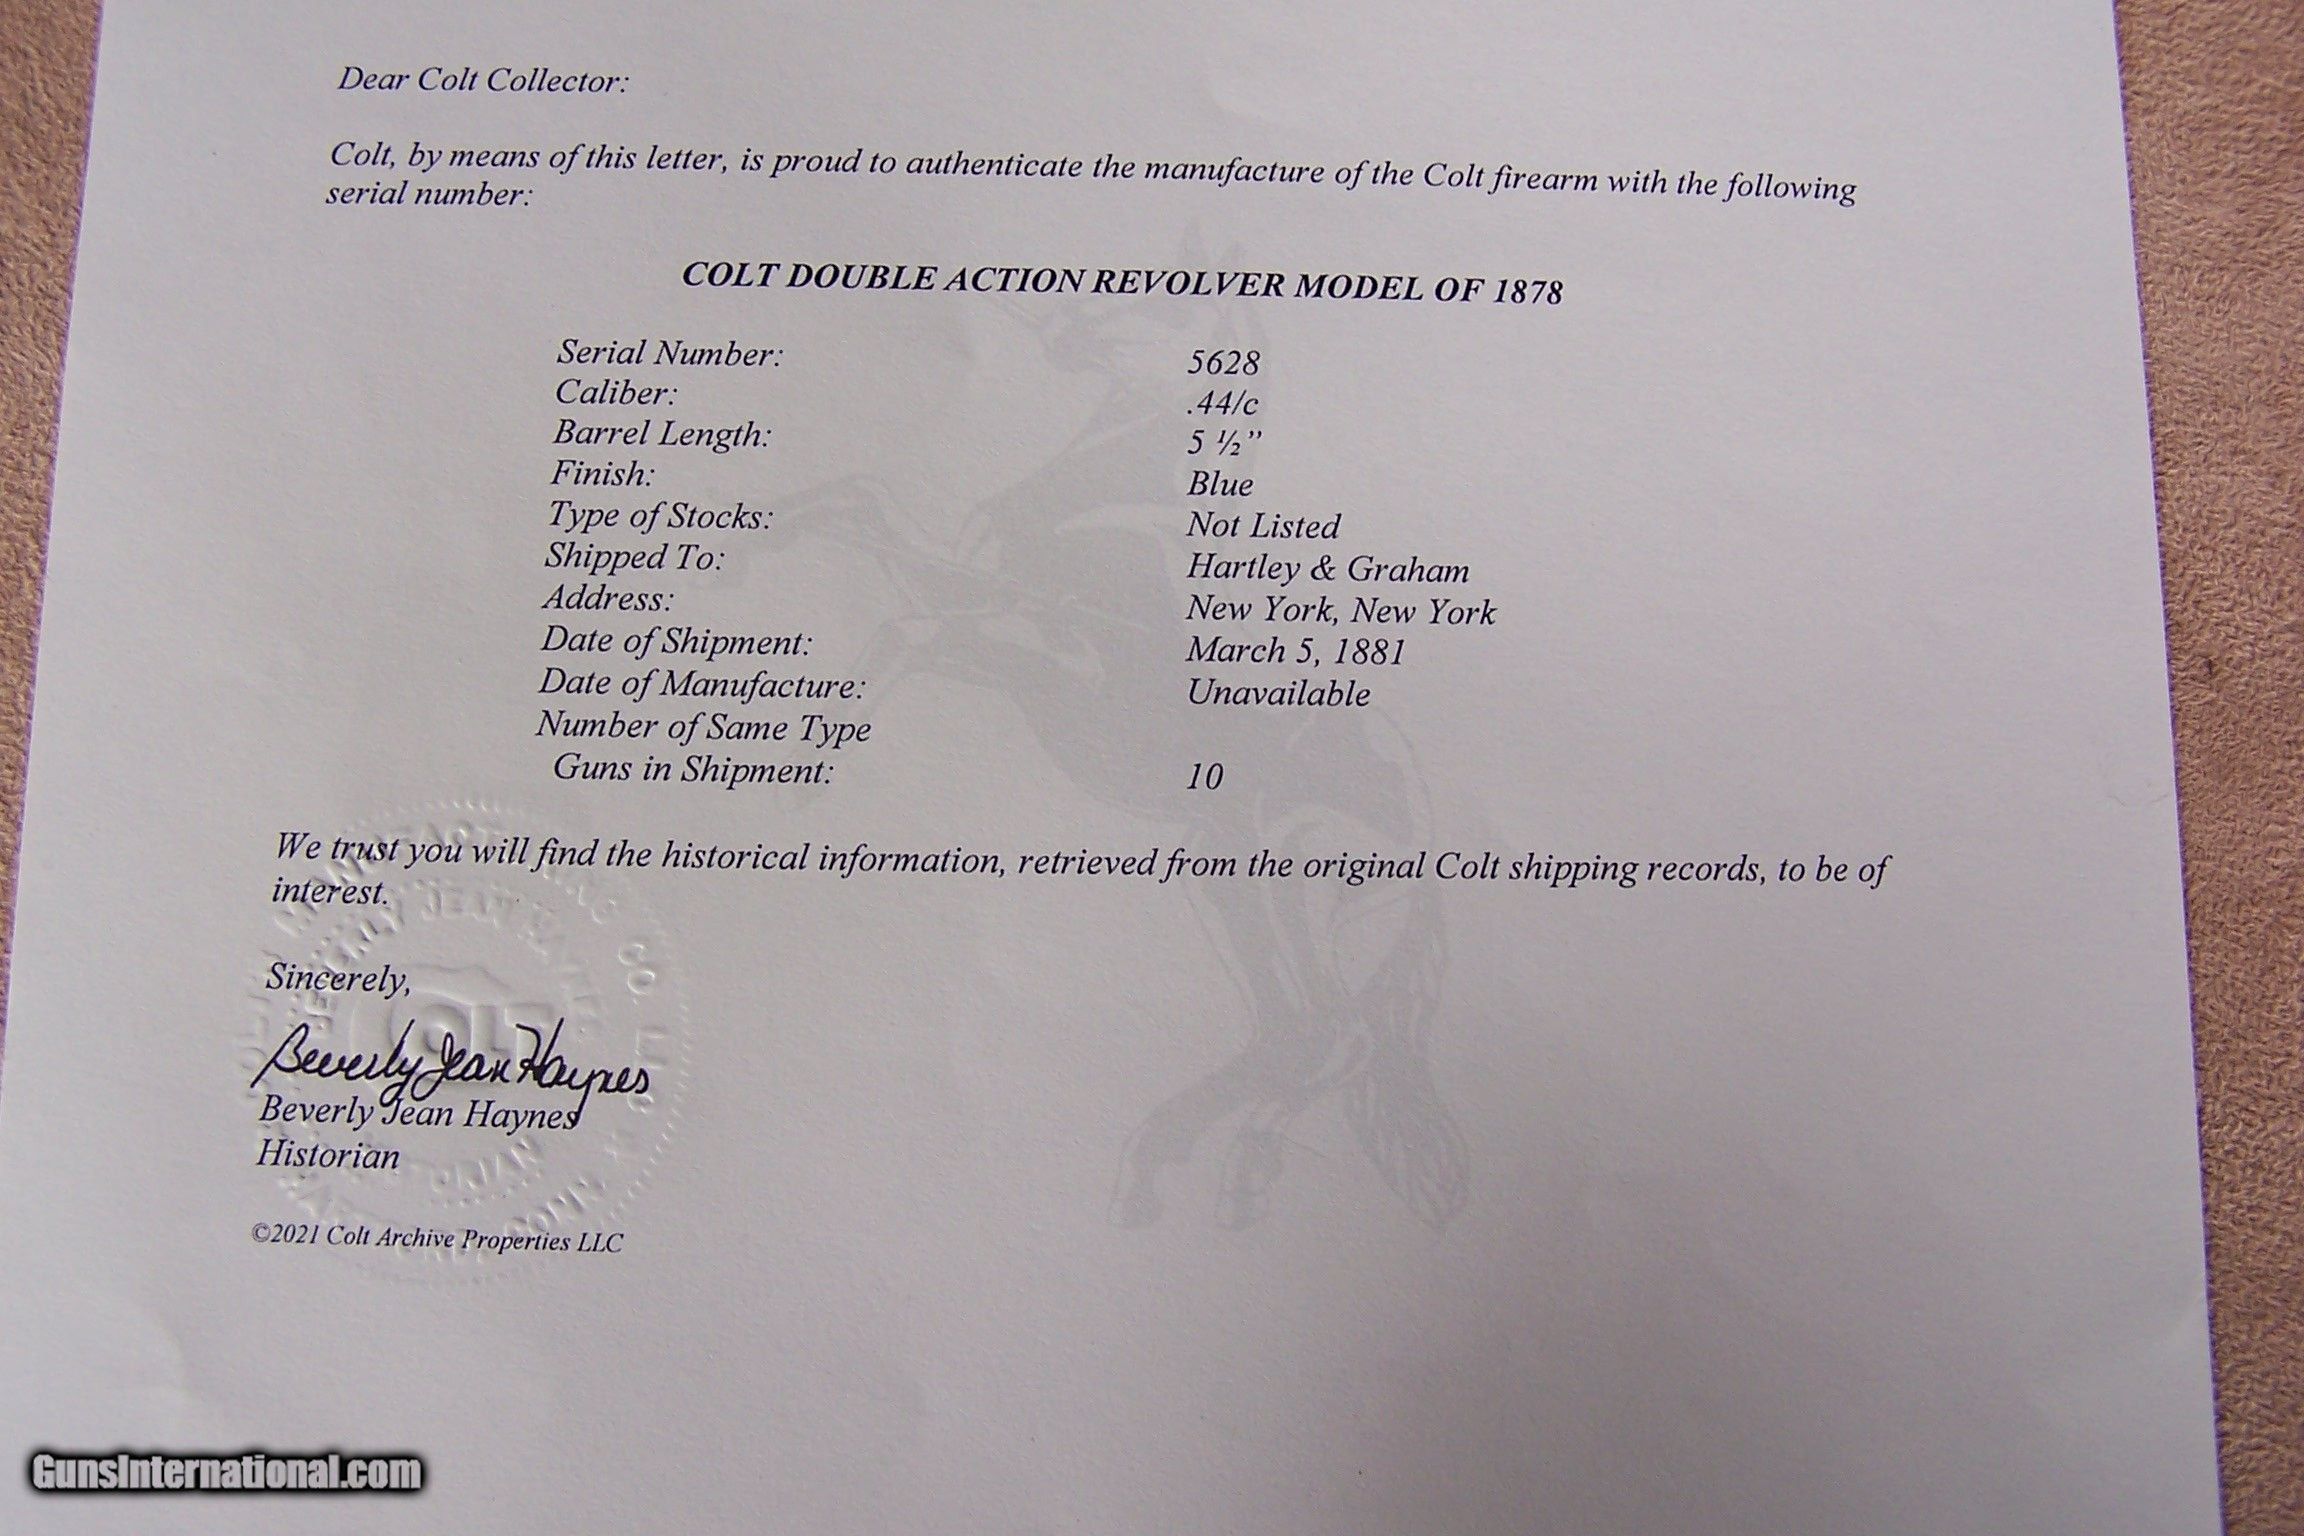 Dear Colt Collector:
Colt, by means of this letter, is proud to authenticate the manufacture of the Colt firearm with the following
serial number:
COLT DOUBLE ACTION REVOLVER MODEL OF 1878
Serial Number: 5628
Caliber: .44/c
Barrel Length: 5 ½”
Finish: Blue
Type of Stocks: Not Listed
Shipped To: Hartley & Graham
Address: New York, New York
Date of Shipment: March 5, 1881
Date of Manufacture: Unavailable
Number of Same Type
Guns in Shipment: 10
We trust you will find the historical information, retrieved from the original Colt shipping records, to be of
interest.
Sincerely,
Beverly Jean Haynes
Beverly Jean Haynes
Historian
©2021 Colt Archive Properties LLC
COLT
GunsInternational.com